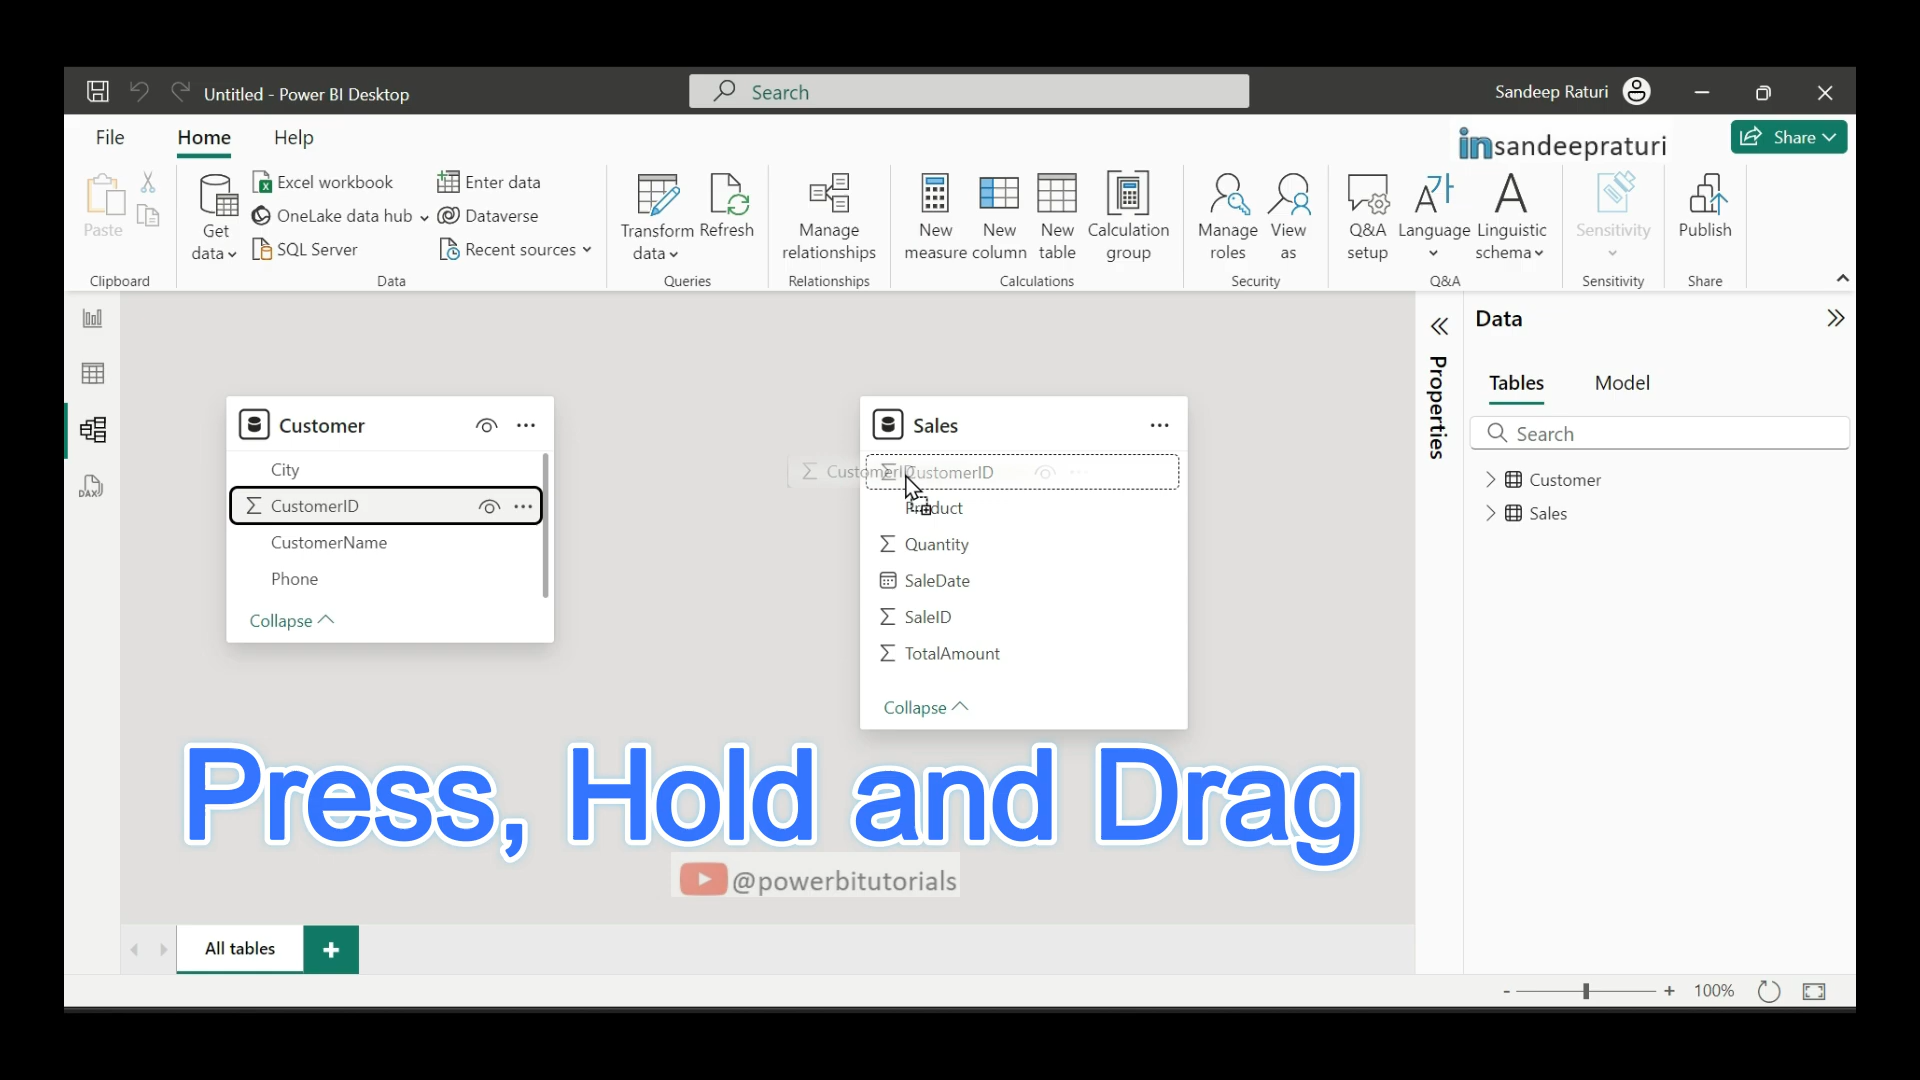 Untitled - Power BI Desktop
Search
Sandeep Raturi
File
Home
Help
insandeepraturi
Share
Paste
Clipboard
Get data
Excel workbook
OneLake data hub
SQL Server
Enter data
Dataverse
Recent sources
Data
Transform data
Refresh
Queries
Manage relationships
Relationships
New measure
New column
New table
Calculation group
Calculations
Manage roles
View as
Security
Q&A setup
Language
Linguistic schema
Q&A
Sensitivity
Sensitivity
Publish
Share
DAX
Customer
City
CustomerID
CustomerName
Phone
Collapse
Sales
CustomerID
CustomerID
Product
Quantity
SaleDate
SaleID
TotalAmount
Collapse
Properties
Data
Tables
Model
Search
Customer
Sales
Press, Hold and Drag
@powerbitutorials
All tables
100%